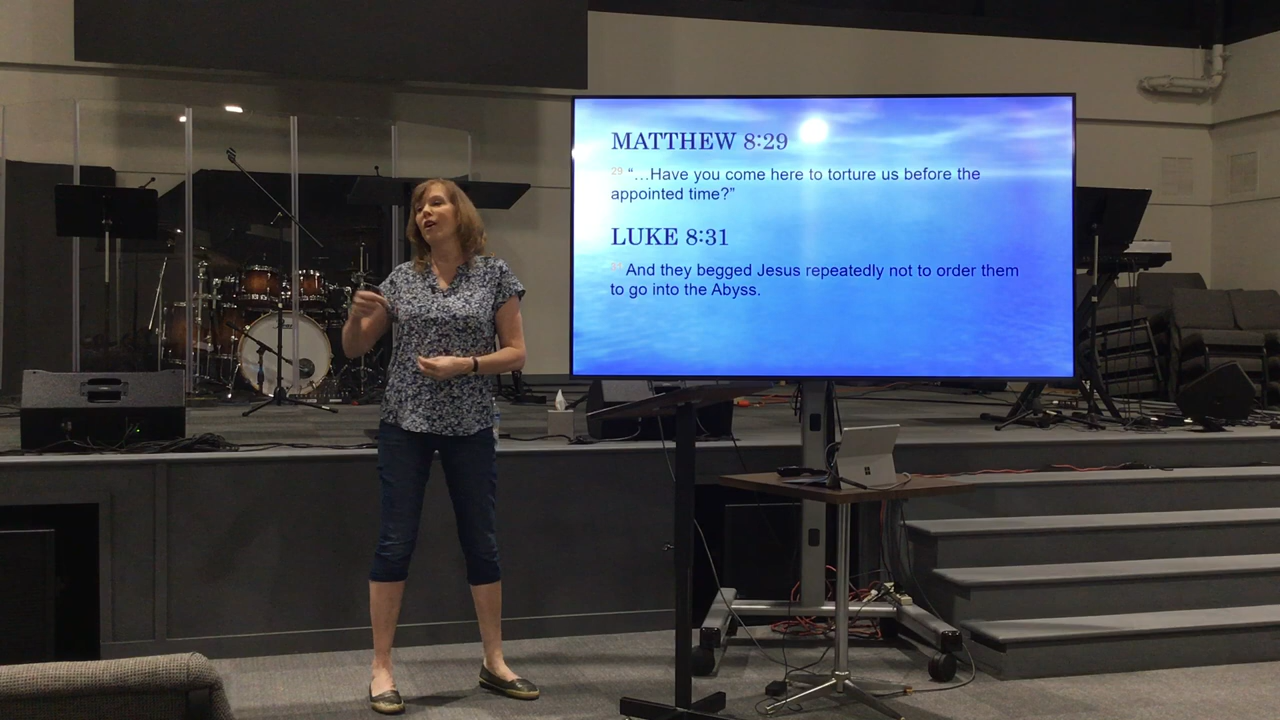 MATTHEW 8:29
29 “…Have you come here to torture us before the
appointed time?”
LUKE 8:31
And they begged Jesus repeatedly not to order them
to go into the Abyss.